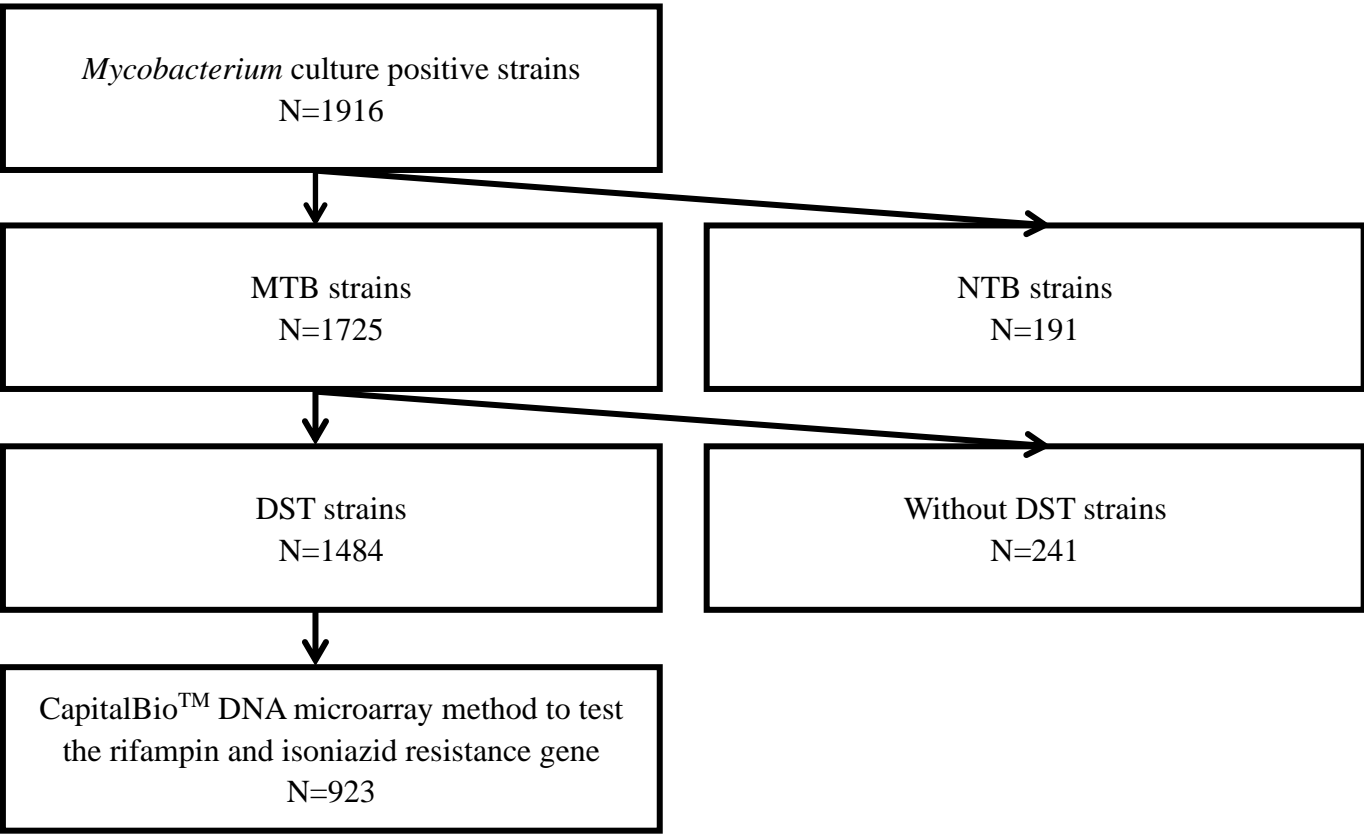 Mycobacterium culture positive strains
N=1916
MTB strains
N=1725
NTB strains
N=191
DST strains
N=1484
Without DST strains
N=241
CapitalBio™ DNA microarray method to test
the rifampin and isoniazid resistance gene
N=923